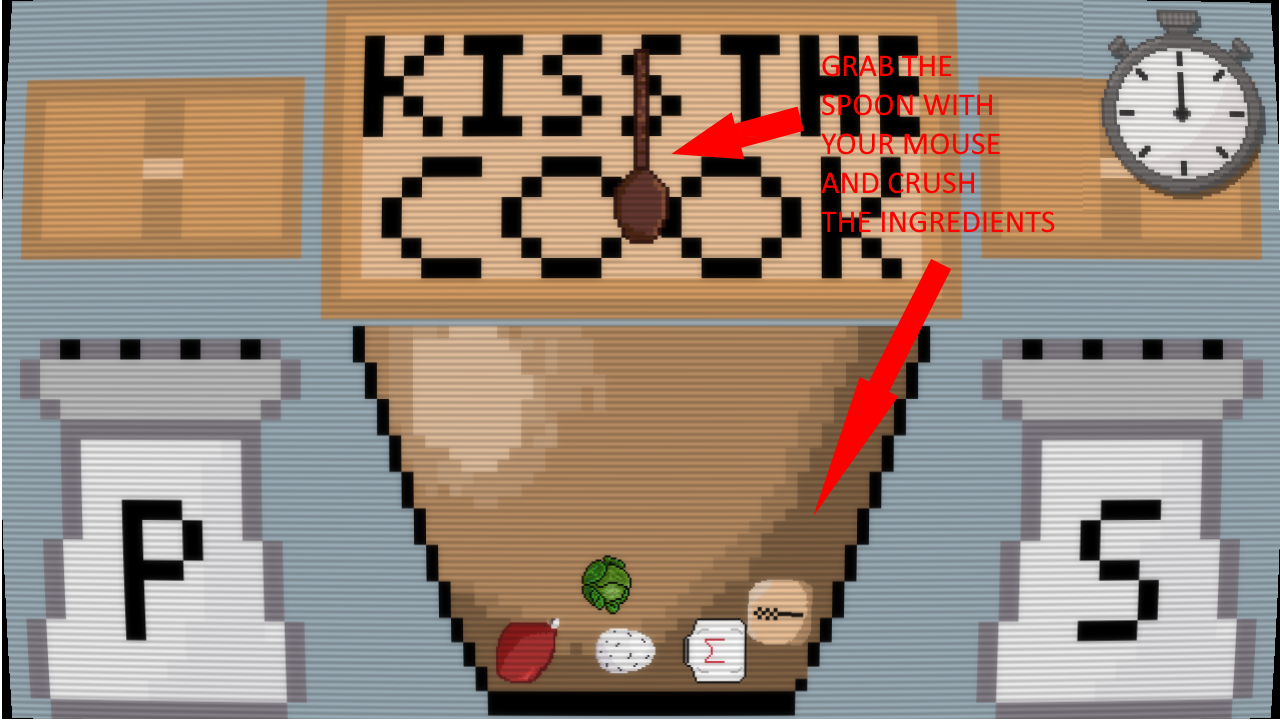 KISS THE
COOK
GRAB THE
SPOON WITH
YOUR MOUSE
AND CRUSH
THE INGREDIENTS
P
S
Σ